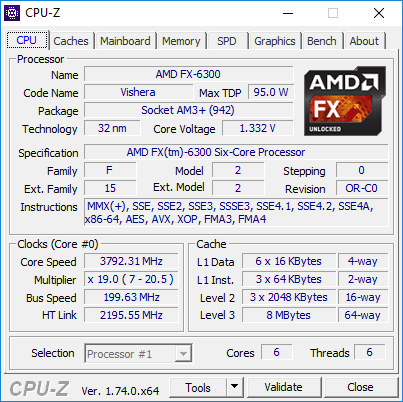 CPU-Z
CPU Caches Mainboard Memory SPD Graphics Bench About
Processor
Name AMD FX-6300
Code Name Vishera Max TDP 95.0 W
Package Socket AM3+ (942)
Technology 32 nm Core Voltage 1.332 V
AMD
FX
UNLOCKED
Specification AMD FX(tm)-6300 Six-Core Processor
Family F Model 2 Stepping 0
Ext. Family 15 Ext. Model 2 Revision OR-C0
Instructions MMX(+), SSE, SSE2, SSE3, SSSE3, SSE4.1, SSE4.2, SSE4A,
x86-64, AES, AVX, XOP, FMA3, FMA4
Clocks (Core #0)
Core Speed 3792.31 MHz
Multiplier x 19.0 ( 7 - 20.5 )
Bus Speed 199.63 MHz
HT Link 2195.55 MHz
Cache
L1 Data 6 x 16 KBytes 4-way
L1 Inst. 3 x 64 KBytes 2-way
Level 2 3 x 2048 KBytes 16-way
Level 3 8 MBytes 64-way
Selection Processor #1 Cores 6 Threads 6
CPU-Z Ver. 1.74.0.x64 Tools Validate Close